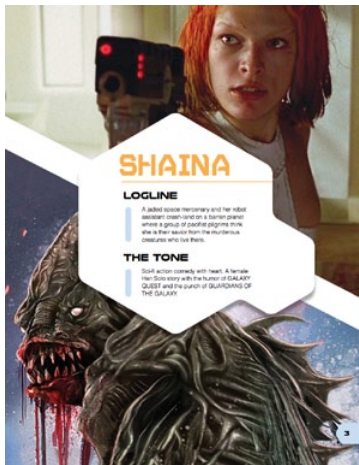 SHAINA
LOGLINE
A jaded space mercenary and her robot
assistant crash-land on a barren planet
where a group of pacifist pilgrims think
she is their savior from the murderous
creatures who live there.
THE TONE
Sci-fi action comedy with heart. A female
Han Solo story with the humor of GALAXY
QUEST and the punch of GUARDIANS OF
THE GALAXY.
3